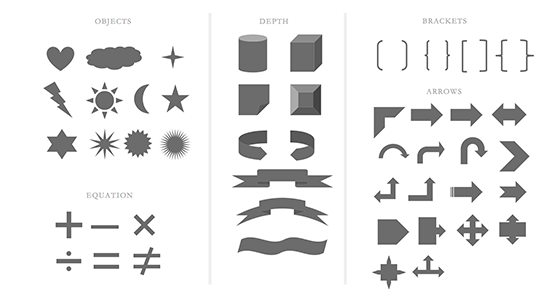 OBJECTS
DEPTH
BRACKETS
ARROWS
EQUATION